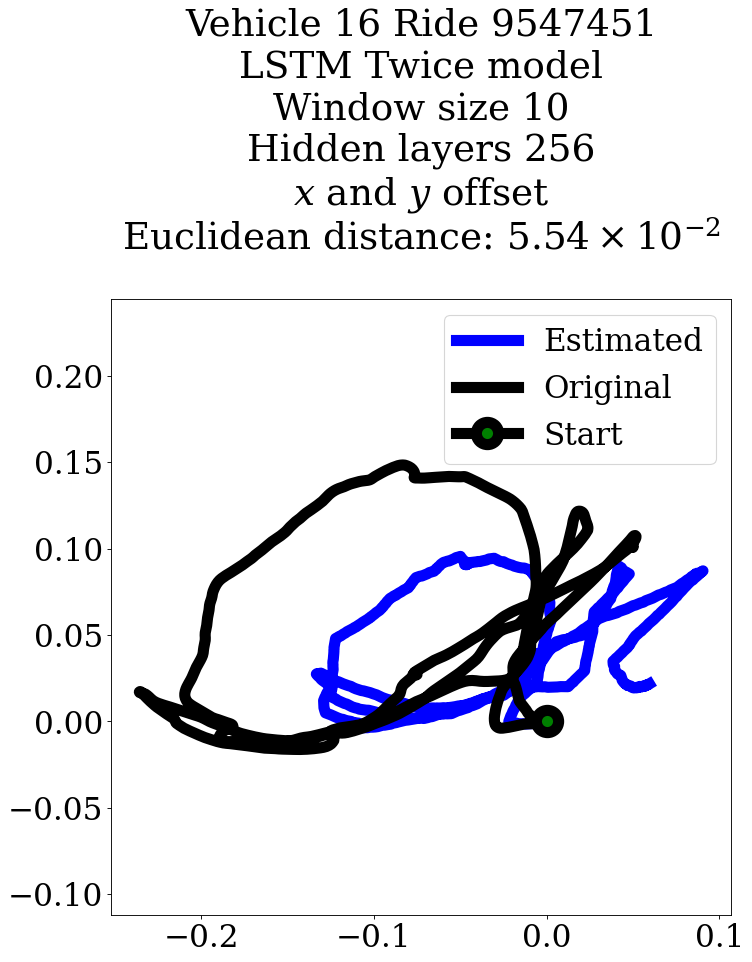 Vehicle 16 Ride 9547451
LSTM Twice model
Window size 10
Hidden layers 256
x and y offset
Euclidean distance: 5.54 × 10⁻²
Estimated
Original
Start
0.20
0.15
0.10
0.05
0.00
−0.05
−0.10
−0.2
−0.1
0.0
0.1